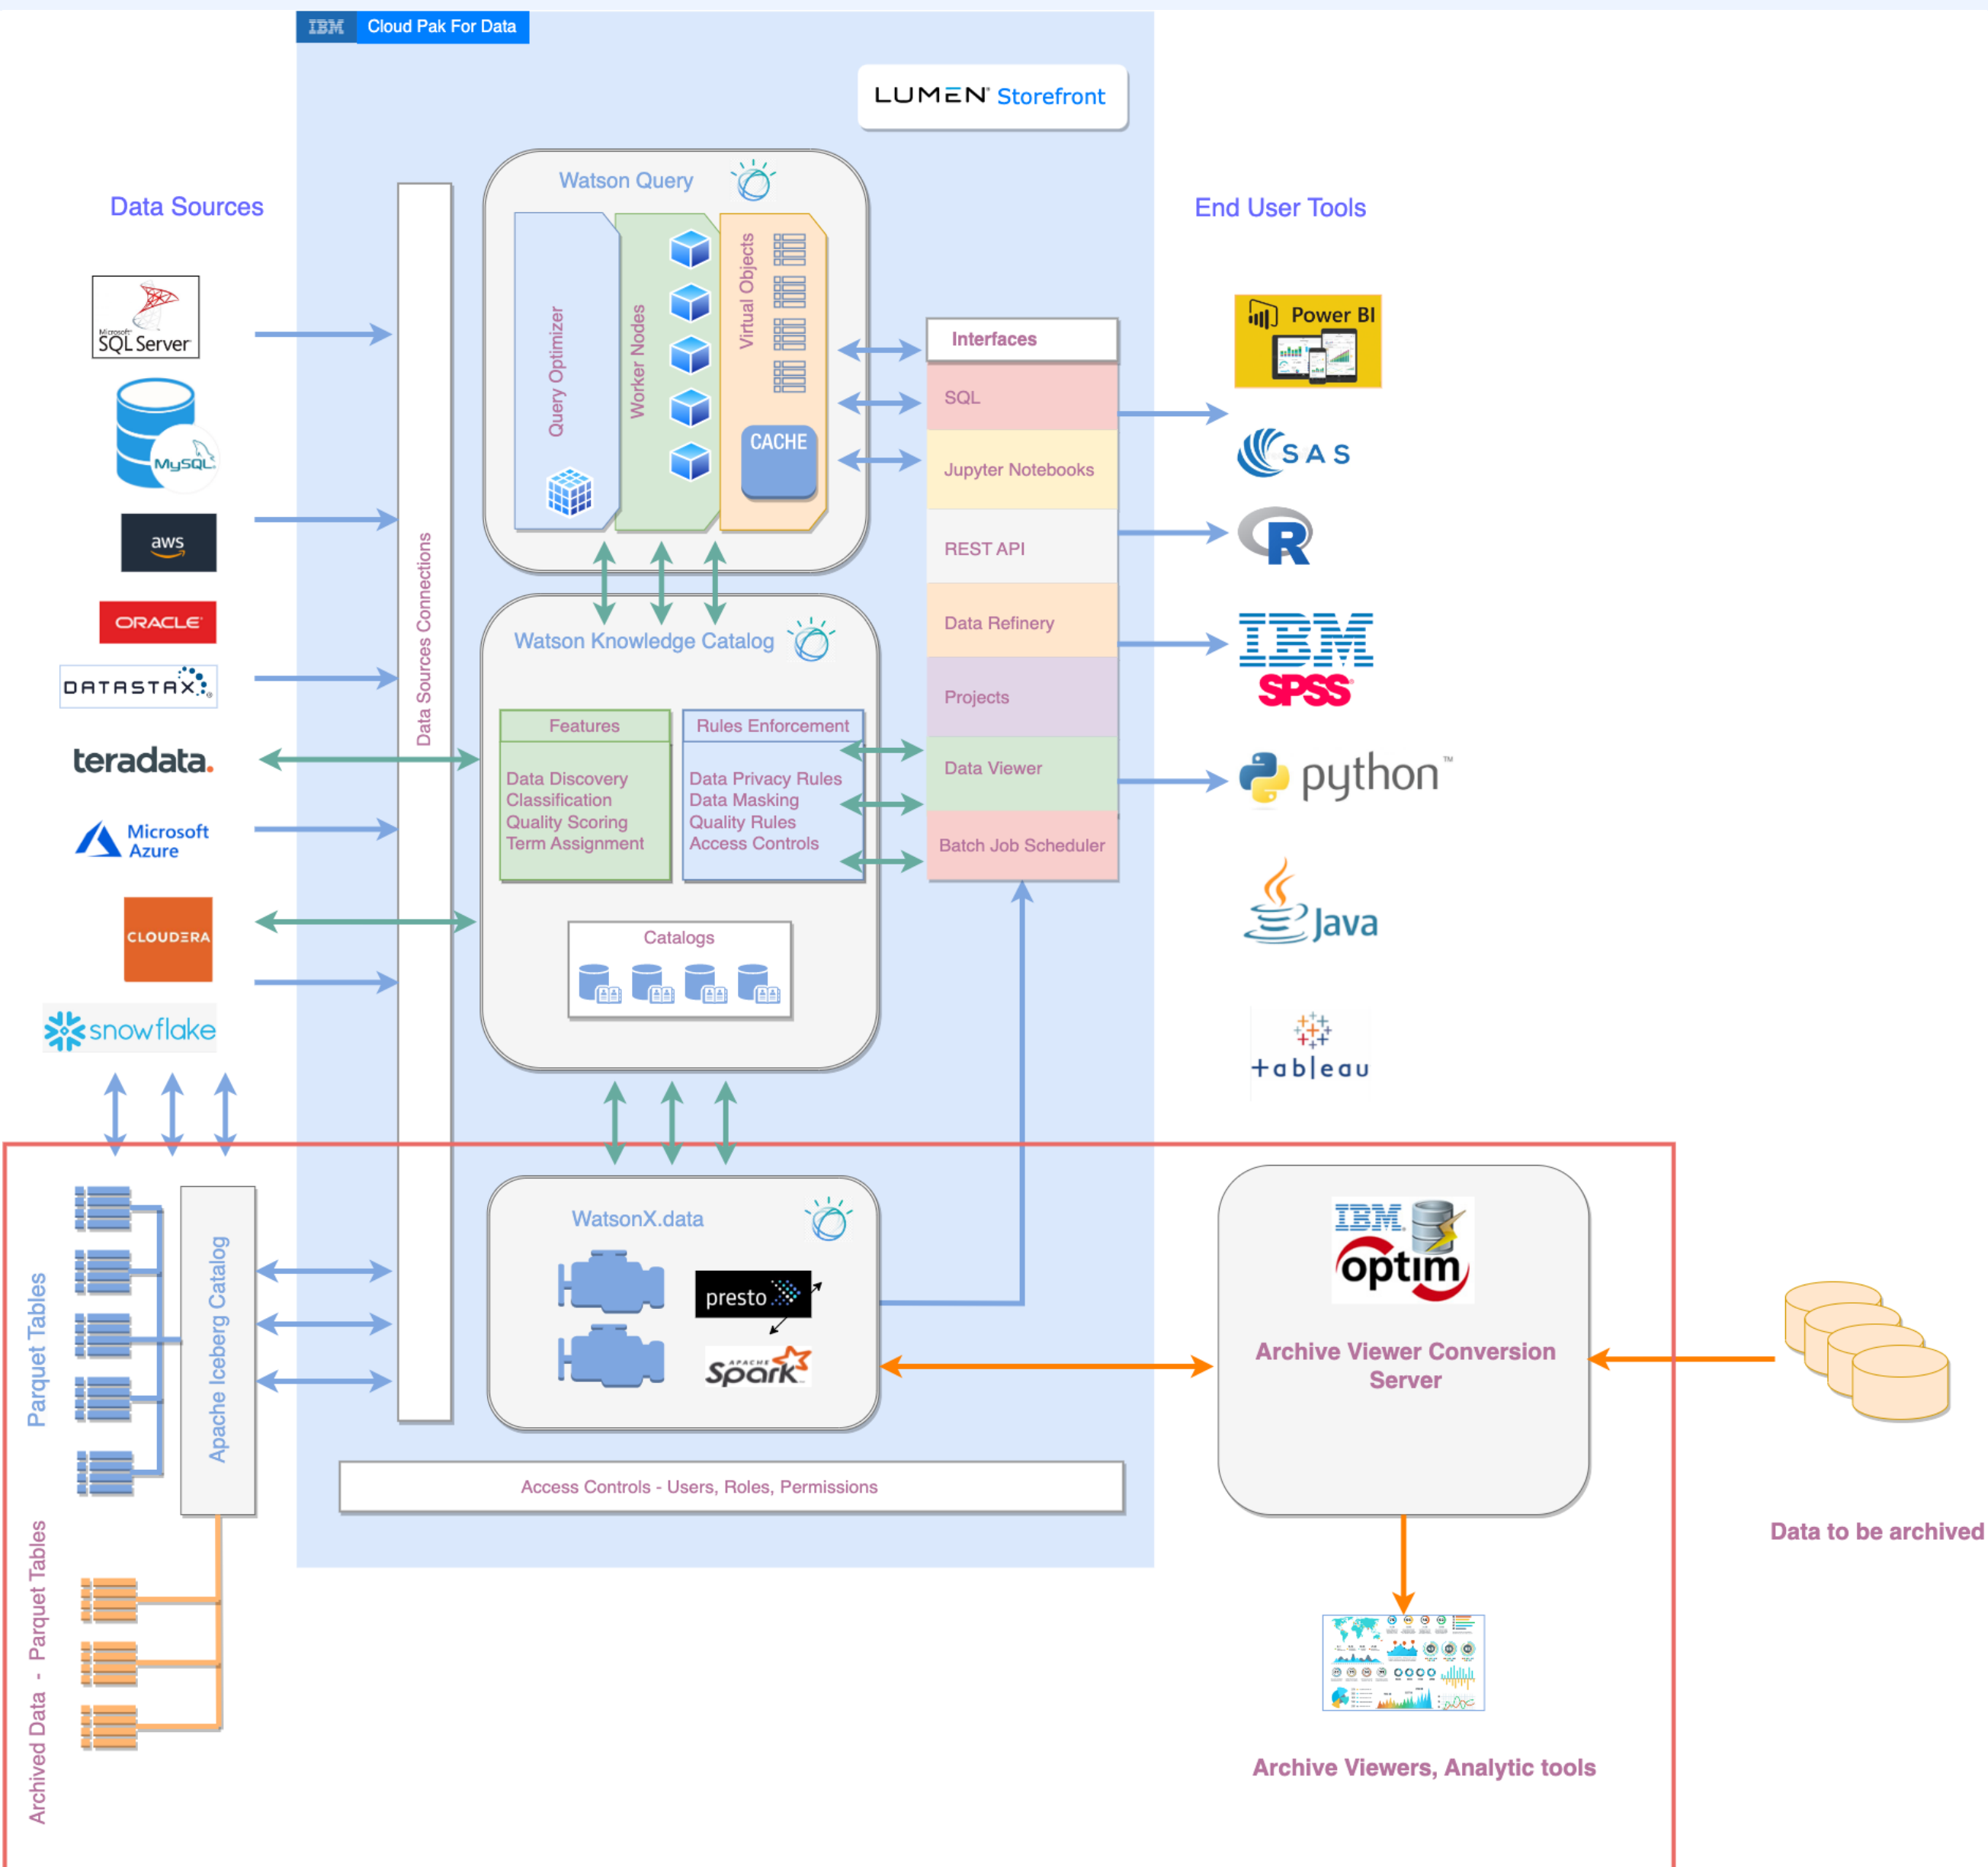 IBM
Cloud Pak For Data
LUMEN® Storefront
Data Sources
Microsoft®
SQL Server
MySQL
aws
ORACLE
DATASTAX
teradata.
Microsoft
Azure
CLOUDERA
snowflake
Data Sources Connections
Watson Query
Query Optimizer
Worker Nodes
Virtual Objects
CACHE
Watson Knowledge Catalog
Features
Data Discovery
Classification
Quality Scoring
Term Assignment
Rules Enforcement
Data Privacy Rules
Data Masking
Quality Rules
Access Controls
Catalogs
Interfaces
SQL
Jupyter Notebooks
REST API
Data Refinery
Projects
Data Viewer
Batch Job Scheduler
End User Tools
Power BI
SAS
R
IBM
SPSS
python™
Java
+ableau
Parquet Tables
Apache Iceberg Catalog
Archived Data - Parquet Tables
WatsonX.data
presto
APACHE
Spark
Access Controls - Users, Roles, Permissions
IBM
optim
Archive Viewer Conversion
Server
Data to be archived
Archive Viewers, Analytic tools